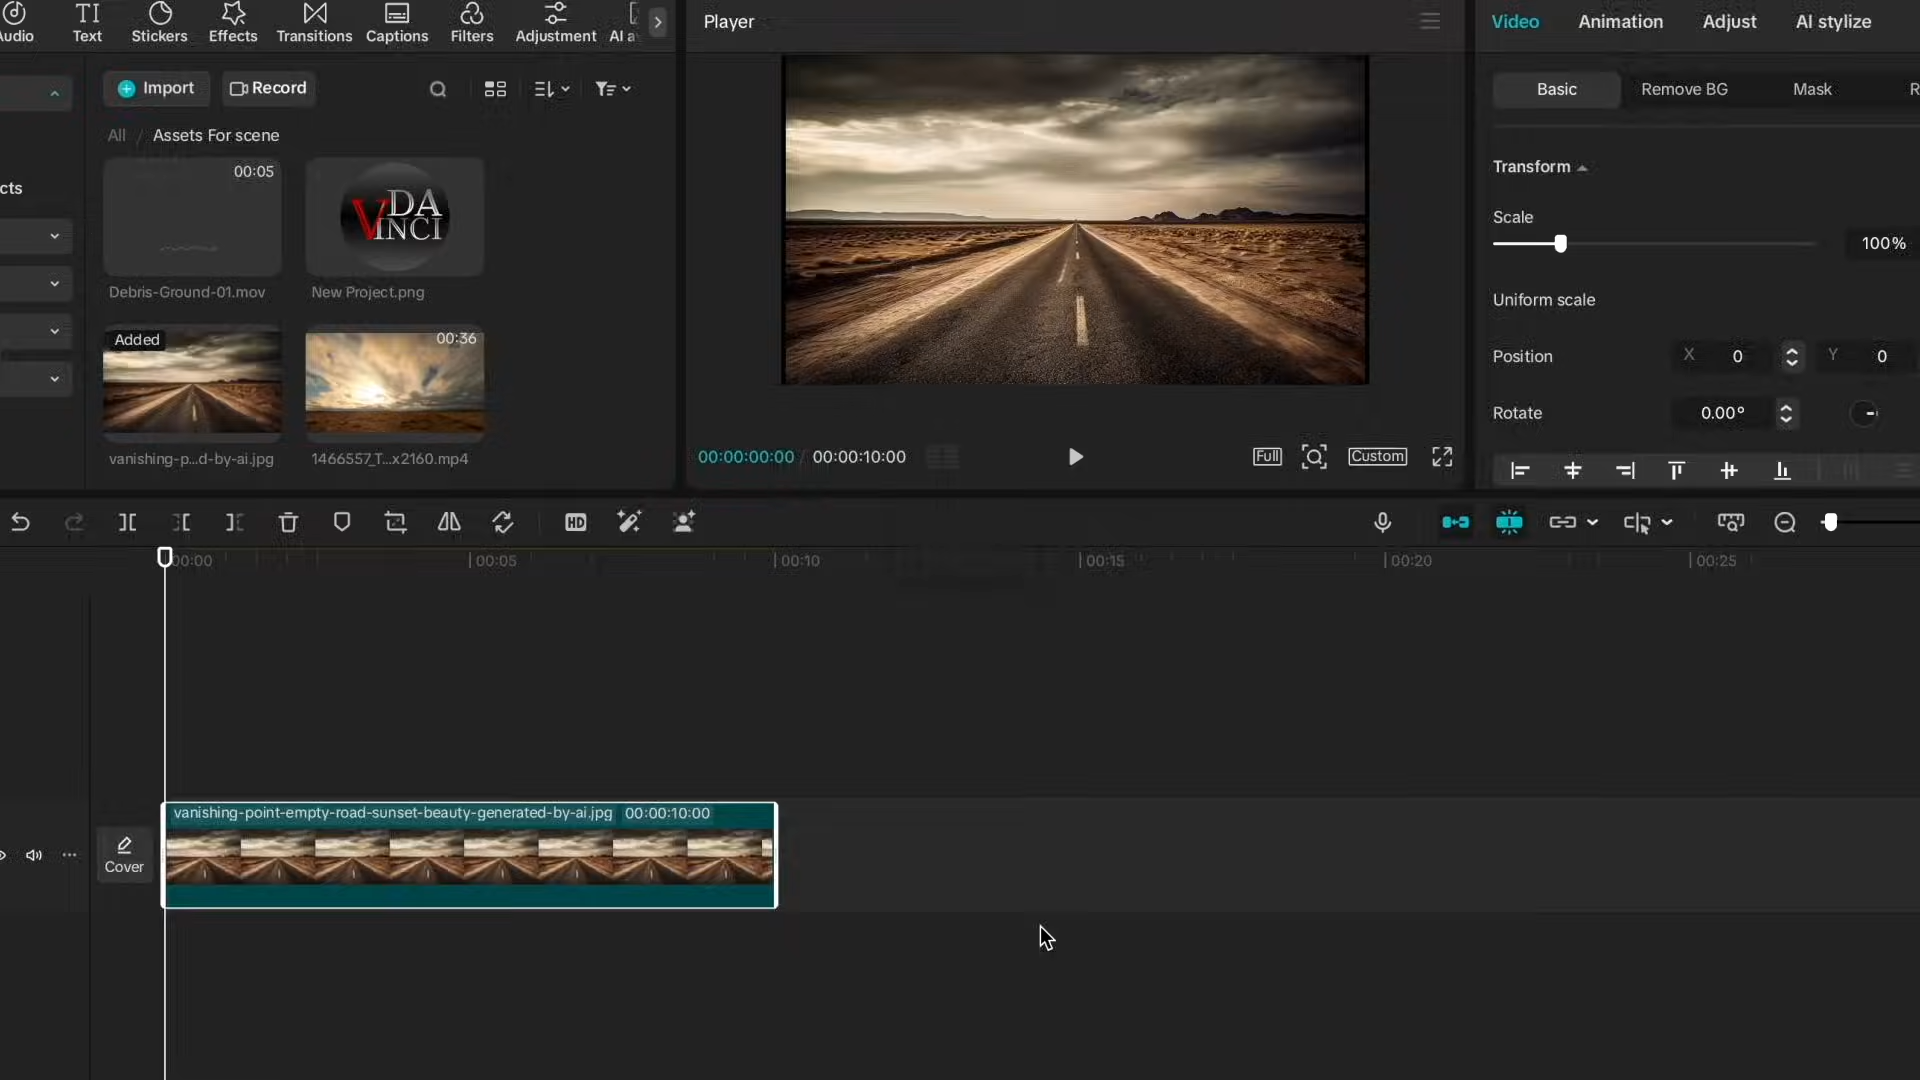 Audio
Text
Stickers
Effects
Transitions
Captions
Filters
Adjustment
AI a
Player
Video
Animation
Adjust
AI stylize
Import
Record
Basic
Remove BG
Mask
R
All / Assets For scene
cts
00:05
DA
VINCI
Debris-Ground-01.mov
New Project.png
Added
00:36
vanishing-p...d-by-ai.jpg
1466557_T...x2160.mp4
Transform
Scale
100%
Uniform scale
Position
X 0
Y 0
Rotate
0.00°
00:00:00:00 / 00:00:10:00
Full
Custom
HD
00:00
00:05
00:10
00:15
00:20
00:25
vanishing-point-empty-road-sunset-beauty-generated-by-ai.jpg 00:00:10:00
Cover